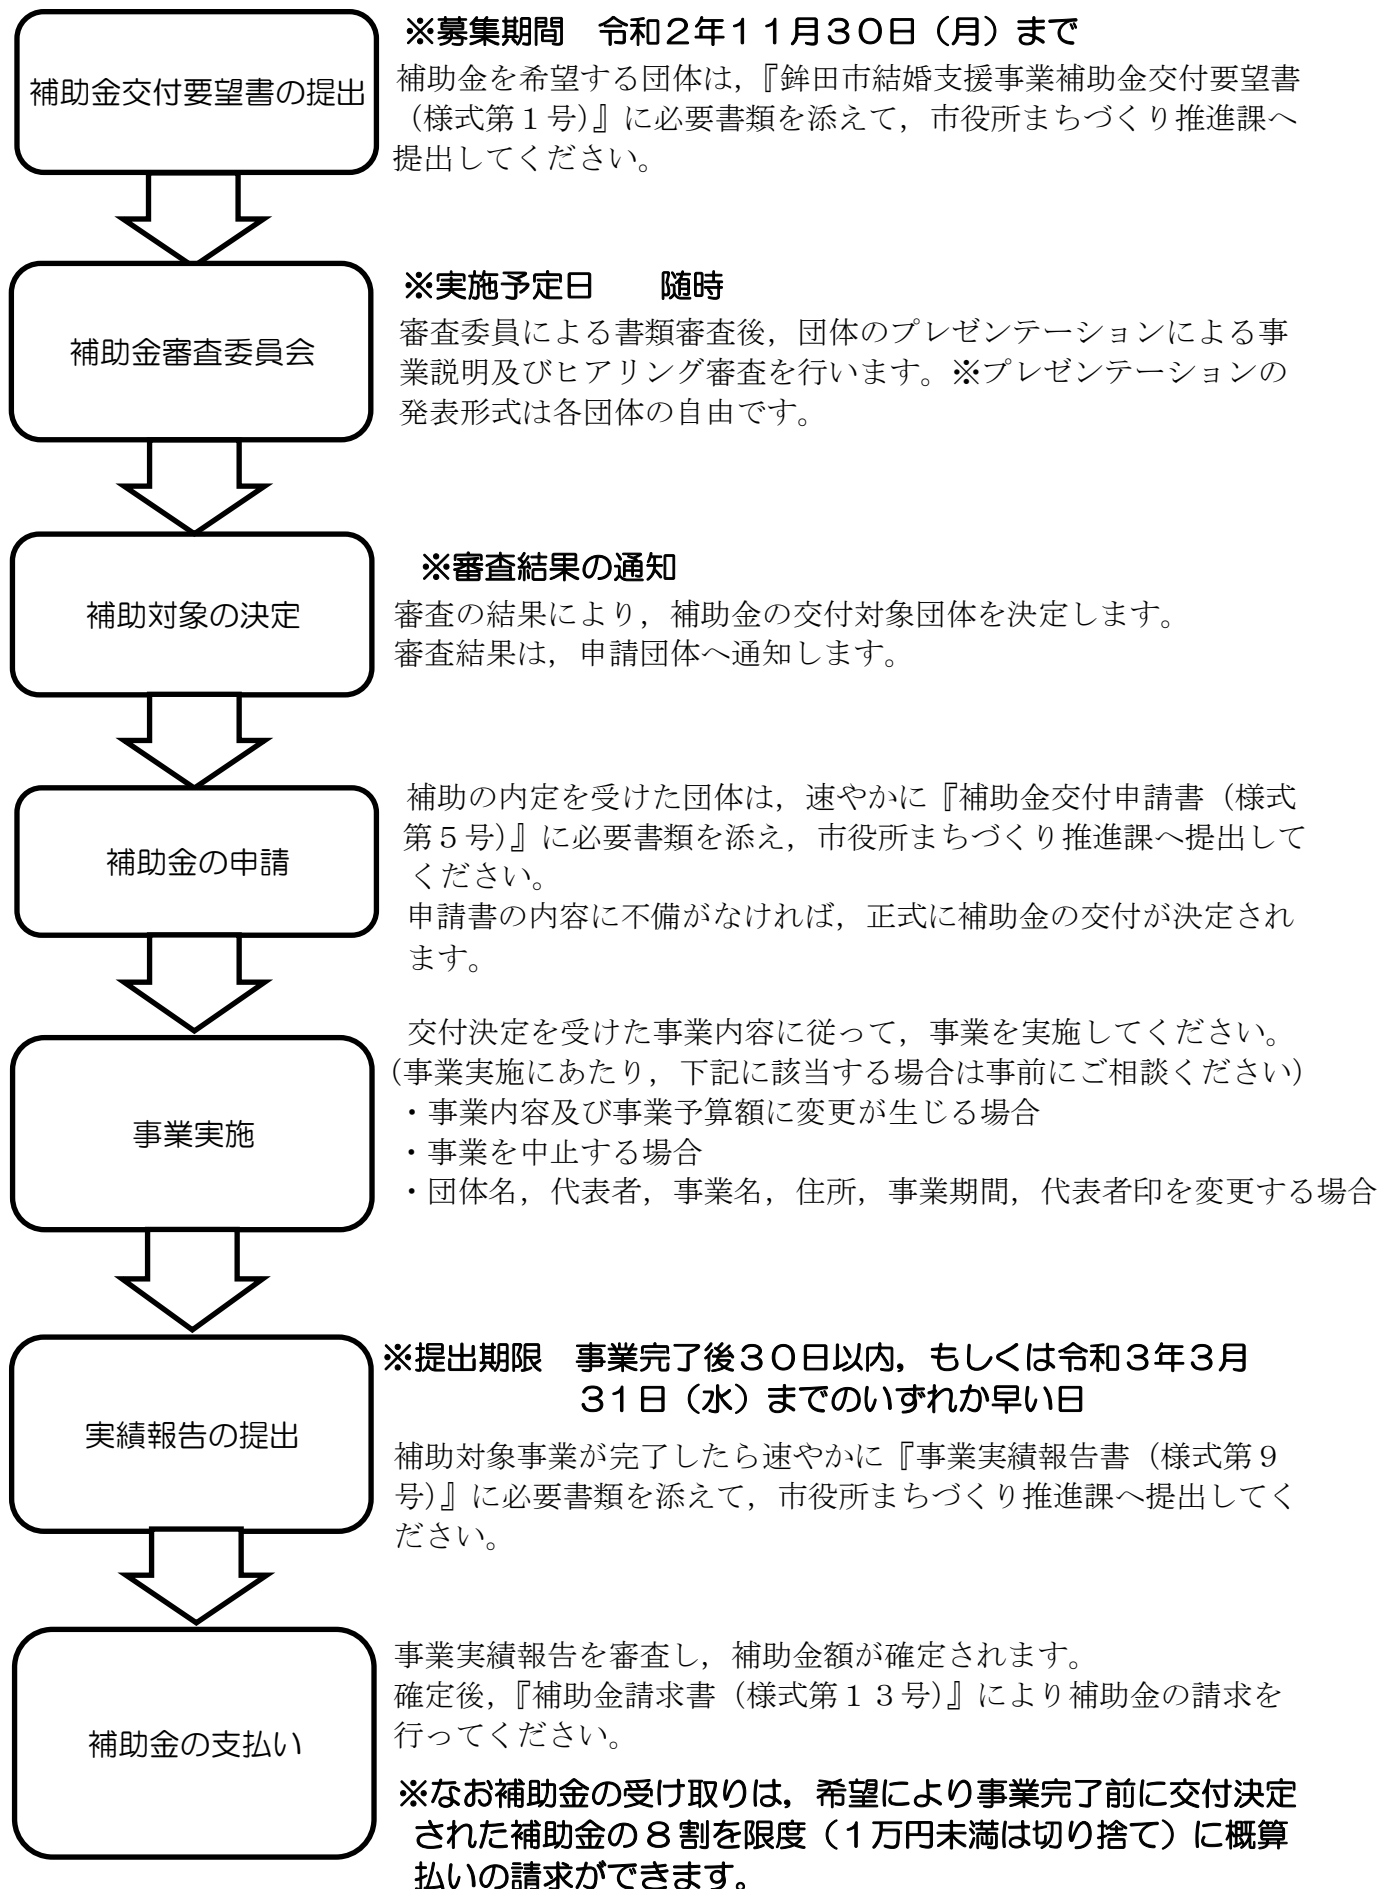 補助金交付要望書の提出
※募集期間　令和２年１１月３０日（月）まで
補助金を希望する団体は，『鉾田市結婚支援事業補助金交付要望書
（様式第１号）』に必要書類を添えて，市役所まちづくり推進課へ
提出してください。
補助金審査委員会
※実施予定日　　随時
審査委員による書類審査後，団体のプレゼンテーションによる事
業説明及びヒアリング審査を行います。※プレゼンテーションの
発表形式は各団体の自由です。
補助対象の決定
※審査結果の通知
審査の結果により，補助金の交付対象団体を決定します。
審査結果は，申請団体へ通知します。
補助金の申請
補助の内定を受けた団体は，速やかに『補助金交付申請書（様式
第５号）』に必要書類を添え，市役所まちづくり推進課へ提出して
ください。
申請書の内容に不備がなければ，正式に補助金の交付が決定され
ます。
事業実施
交付決定を受けた事業内容に従って，事業を実施してください。
（事業実施にあたり，下記に該当する場合は事前にご相談ください）
・事業内容及び事業予算額に変更が生じる場合
・事業を中止する場合
・団体名，代表者，事業名，住所，事業期間，代表者印を変更する場合
実績報告の提出
※提出期限　事業完了後３０日以内，もしくは令和３年３月
３１日（水）までのいずれか早い日
補助対象事業が完了したら速やかに『事業実績報告書（様式第９
号）』に必要書類を添えて，市役所まちづくり推進課へ提出してく
ださい。
補助金の支払い
事業実績報告を審査し，補助金額が確定されます。
確定後，『補助金請求書（様式第１３号）』により補助金の請求を
行ってください。
※なお補助金の受け取りは，希望により事業完了前に交付決定
された補助金の８割を限度（１万円未満は切り捨て）に概算
払いの請求ができます。